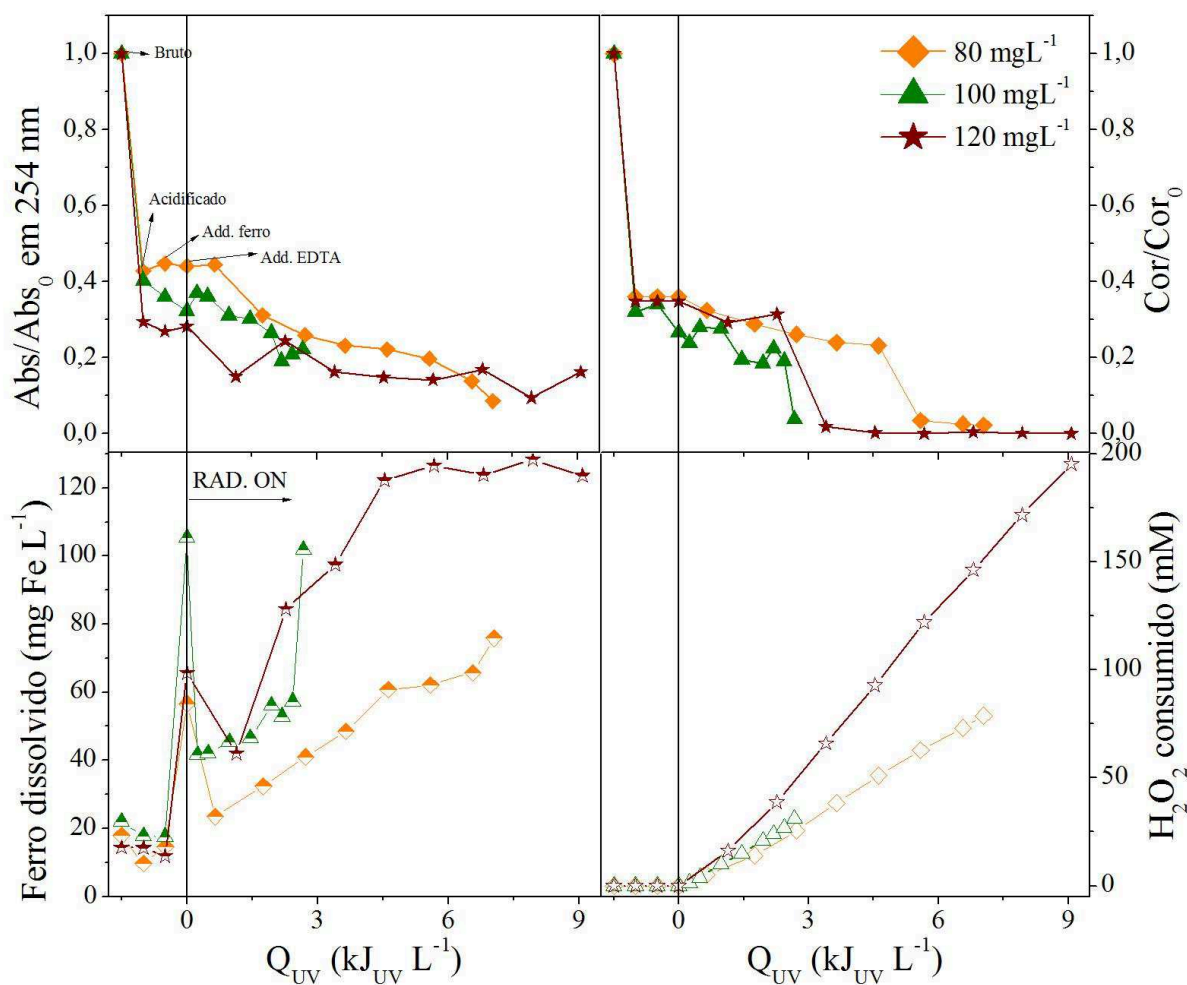 1,0
0,8
0,6
0,4
0,2
0,0
Abs/Abs₀ em 254 nm
Bruto
Acidificado
Add. ferro
Add. EDTA
80 mgL⁻¹
100 mgL⁻¹
120 mgL⁻¹
1,0
0,8
0,6
0,4
0,2
0,0
Cor/Cor₀
120
100
80
60
40
20
0
Ferro dissolvido (mg Fe L⁻¹)
RAD. ON
200
150
100
50
0
H₂O₂ consumido (mM)
0 3 6 9
0 3 6 9
Q_UV (kJ_UV L⁻¹)
Q_UV (kJ_UV L⁻¹)